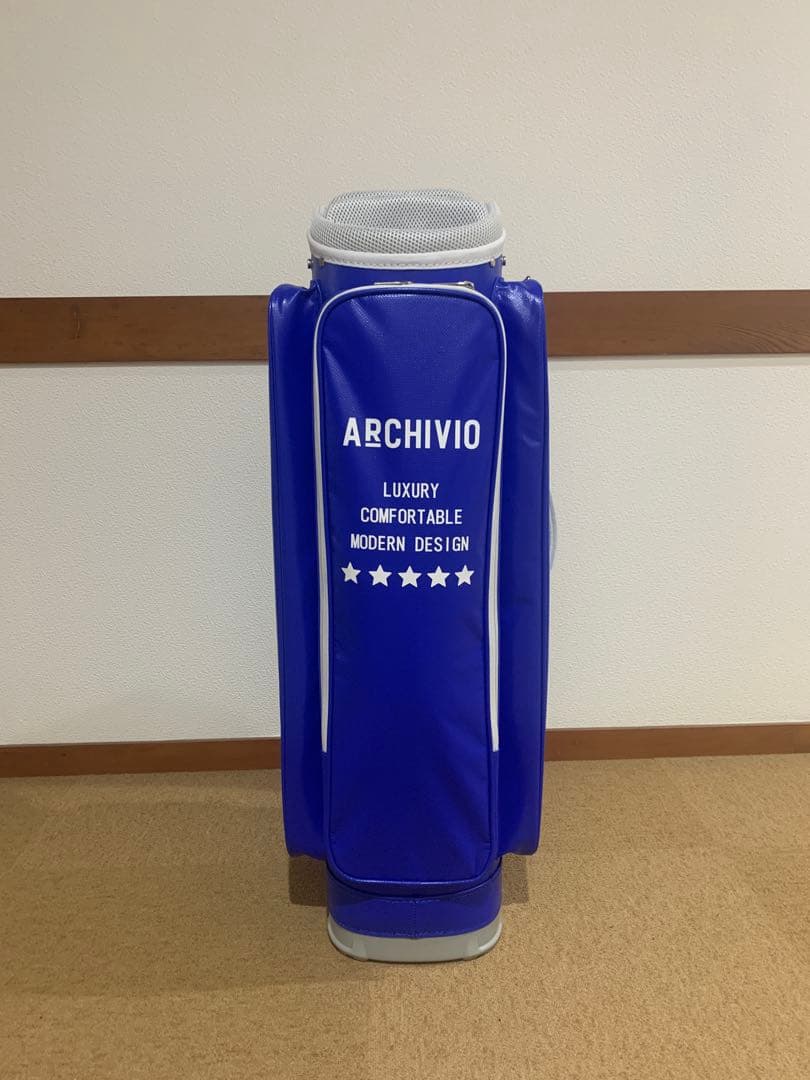 ARCHIVIO
LUXURY
COMFORTABLE
MODERN DESIGN
★★★★★